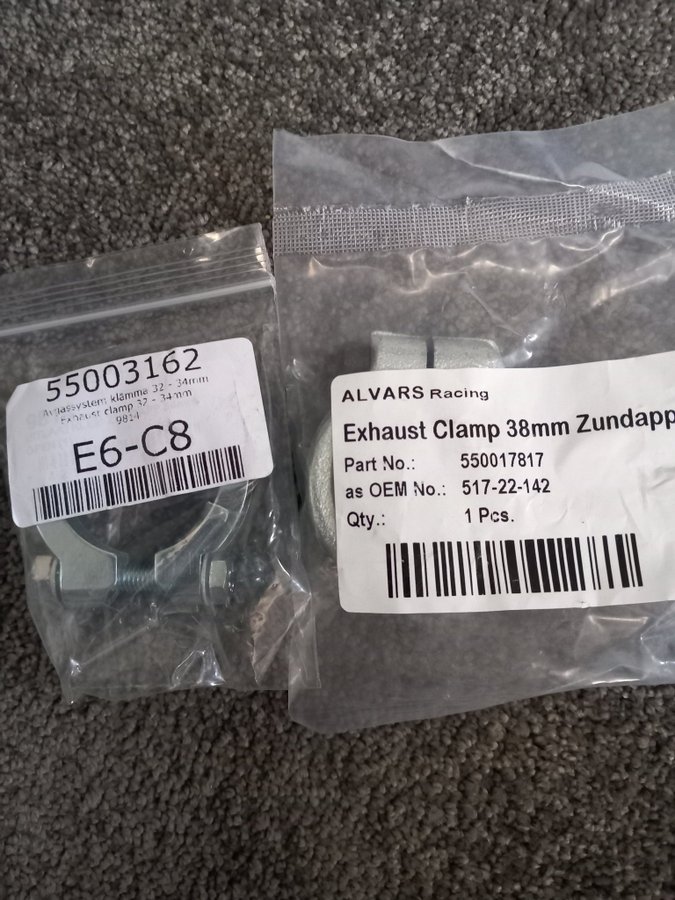 55003162
Avgassystem klämma 32 - 34mm
Exhaust clamp 32 - 34mm
9814
E6-C8
ALVARS Racing
Exhaust Clamp 38mm Zundapp
Part No.: 550017817
as OEM No.: 517-22-142
Qty.: 1 Pcs.